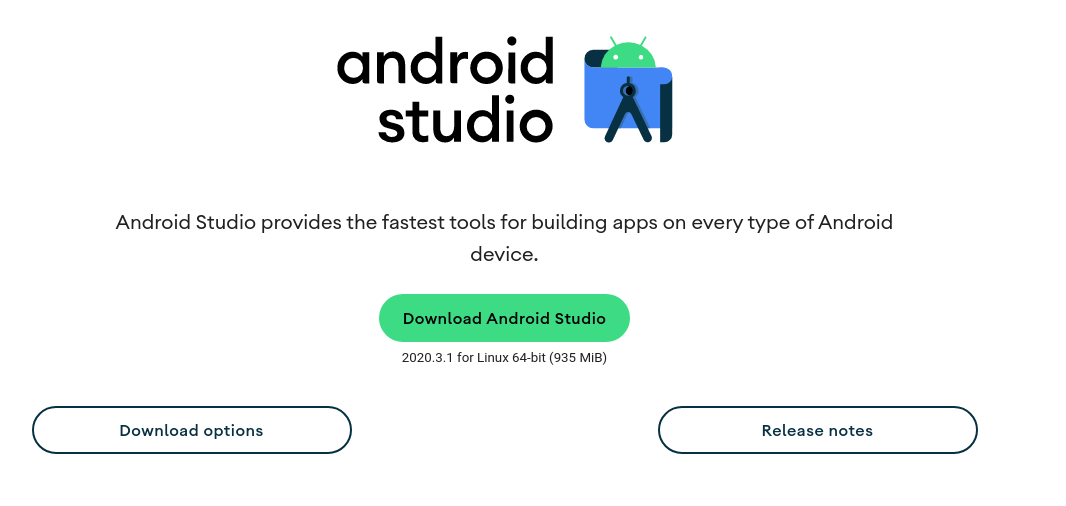 android
studio
Android Studio provides the fastest tools for building apps on every type of Android
device.
Download Android Studio
2020.3.1 for Linux 64-bit (935 MiB)
Download options
Release notes